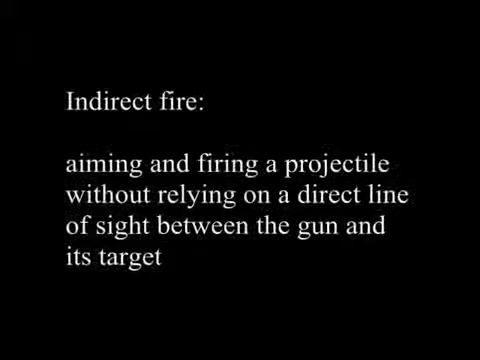 Indirect fire:
aiming and firing a projectile
without relying on a direct line
of sight between the gun and
its target